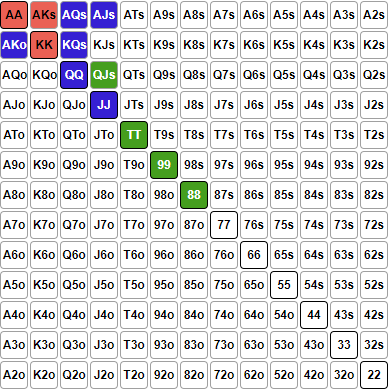 AA AKs AQs AJs ATs A9s A8s A7s A6s A5s A4s A3s A2s
AKo KK KQs KJs KTs K9s K8s K7s K6s K5s K4s K3s K2s
AQo KQo QQ QJs QTs Q9s Q8s Q7s Q6s Q5s Q4s Q3s Q2s
AJo KJo QJo JJ JTs J9s J8s J7s J6s J5s J4s J3s J2s
ATo KTo QTo JTo TT T9s T8s T7s T6s T5s T4s T3s T2s
A9o K9o Q9o J9o T9o 99 98s 97s 96s 95s 94s 93s 92s
A8o K8o Q8o J8o T8o 98o 88 87s 86s 85s 84s 83s 82s
A7o K7o Q7o J7o T7o 97o 87o 77 76s 75s 74s 73s 72s
A6o K6o Q6o J6o T6o 96o 86o 76o 66 65s 64s 63s 62s
A5o K5o Q5o J5o T5o 95o 85o 75o 65o 55 54s 53s 52s
A4o K4o Q4o J4o T4o 94o 84o 74o 64o 54o 44 43s 42s
A3o K3o Q3o J3o T3o 93o 83o 73o 63o 53o 43o 33 32s
A2o K2o Q2o J2o T2o 92o 82o 72o 62o 52o 42o 32o 22